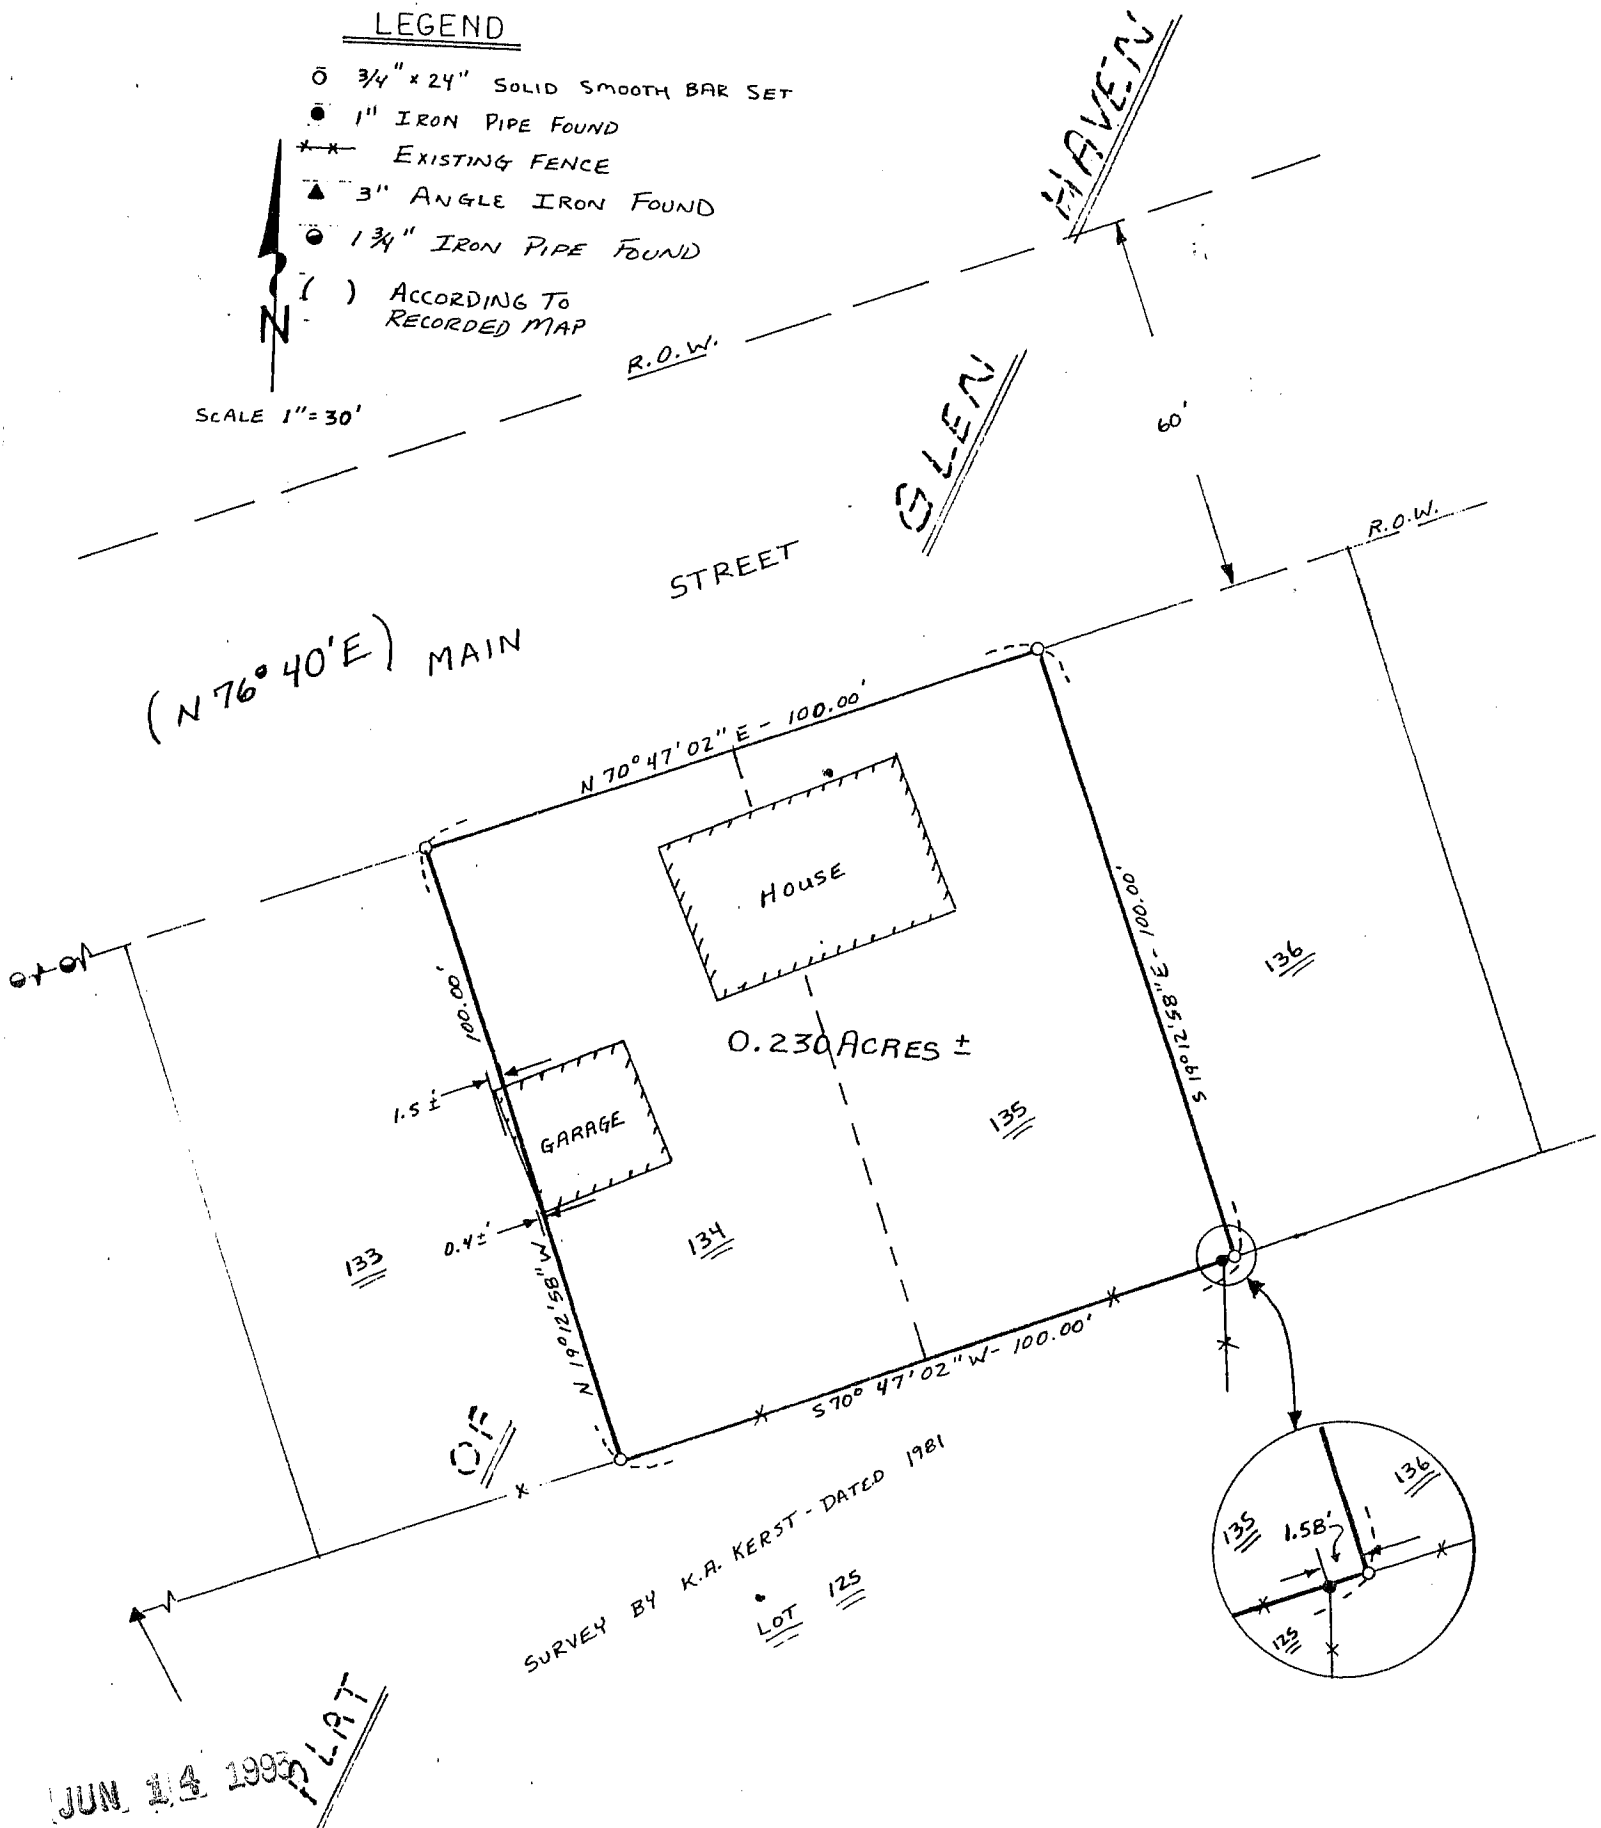 LEGEND
3/4" x 24" SOLID SMOOTH BAR SET
1" IRON PIPE FOUND
EXISTING FENCE
3" ANGLE IRON FOUND
1 3/4" IRON PIPE FOUND
( ) ACCORDING TO
RECORDED MAP
N
SCALE 1"=30'
HAVEN
R.O.W.
GLEN
60'
R.O.W.
STREET
(N 76° 40' E) MAIN
N 70° 47' 02" E - 100.00'
HOUSE
100.00'
S 19° 12' 58" E - 100.00'
136
0.230 ACRES ±
1.5 ±'
GARAGE
135
0.4 ±'
134
133
N 19° 12' 58" W
S 70° 47' 02" W - 100.00'
OF
SURVEY BY K.A. KERST - DATED 1981
LOT 125
135
1.58'
136
125
PLAT
JUN 14 1993